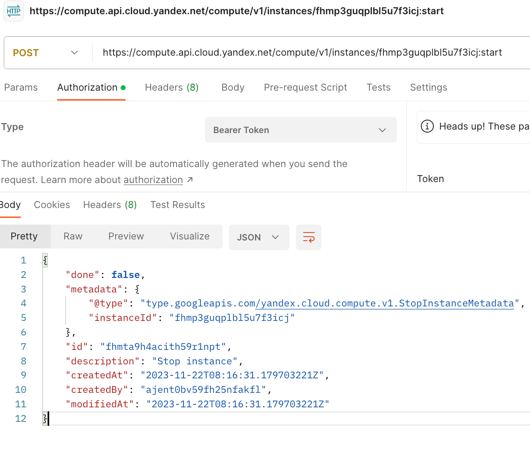 HTTP
https://compute.api.cloud.yandex.net/compute/v1/instances/fhmp3guqplbl5u7f3icj:start
POST https://compute.api.cloud.yandex.net/compute/v1/instances/fhmp3guqplbl5u7f3icj:start
Params Authorization Headers (8) Body Pre-request Script Tests Settings
Type Bearer Token Heads up! These pa
The authorization header will be automatically generated when you send the
request. Learn more about authorization ↗
Token
Body Cookies Headers (8) Test Results
Pretty Raw Preview Visualize JSON
1 {
2 "done": false,
3 "metadata": {
4 "@type": "type.googleapis.com/yandex.cloud.compute.v1.StopInstanceMetadata",
5 "instanceId": "fhmp3guqplbl5u7f3icj"
6 },
7 "id": "fhmta9h4acith59r1npt",
8 "description": "Stop instance",
9 "createdAt": "2023-11-22T08:16:31.179703221Z",
10 "createdBy": "ajent0bv59fh25nfakfl",
11 "modifiedAt": "2023-11-22T08:16:31.179703221Z"
12 }